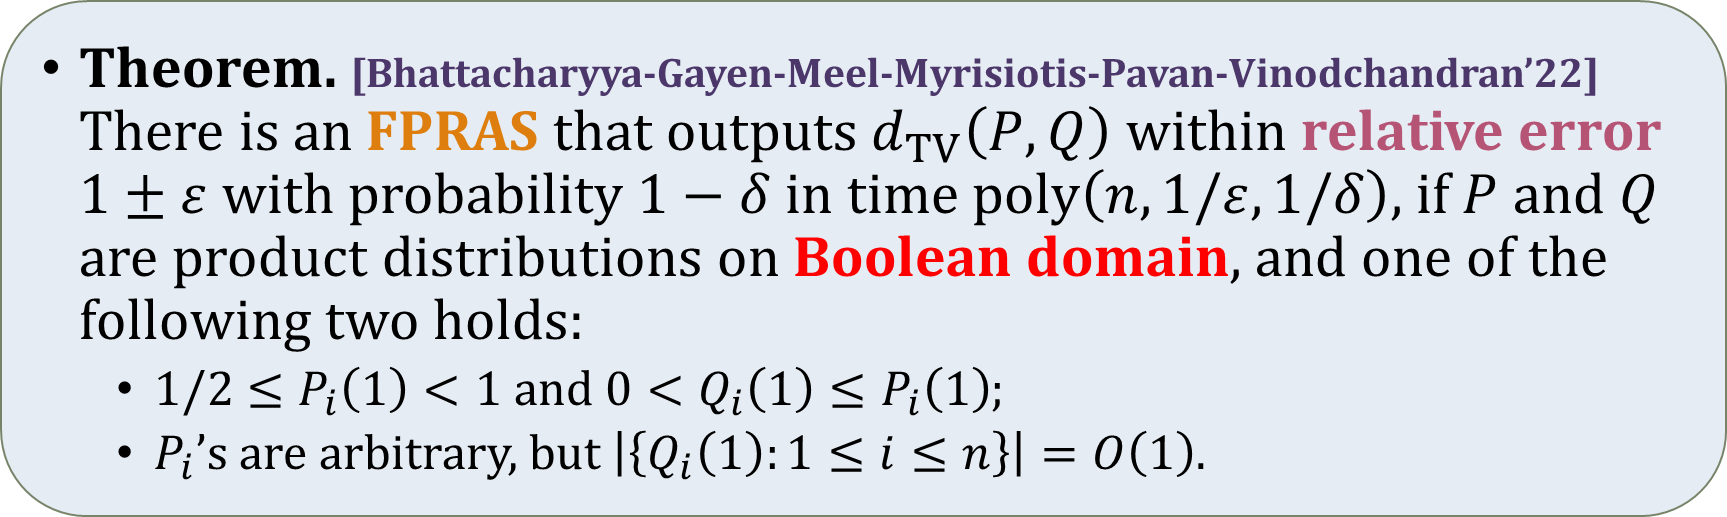 • Theorem. [Bhattacharyya-Gayen-Meel-Myrisiotis-Pavan-Vinodchandran’22]
There is an FPRAS that outputs d_TV(P, Q) within relative error
1 ± ε with probability 1 − δ in time poly(n, 1/ε, 1/δ), if P and Q
are product distributions on Boolean domain, and one of the
following two holds:
• 1/2 ≤ P_i(1) < 1 and 0 < Q_i(1) ≤ P_i(1);
• P_i’s are arbitrary, but |{Q_i(1): 1 ≤ i ≤ n}| = O(1).